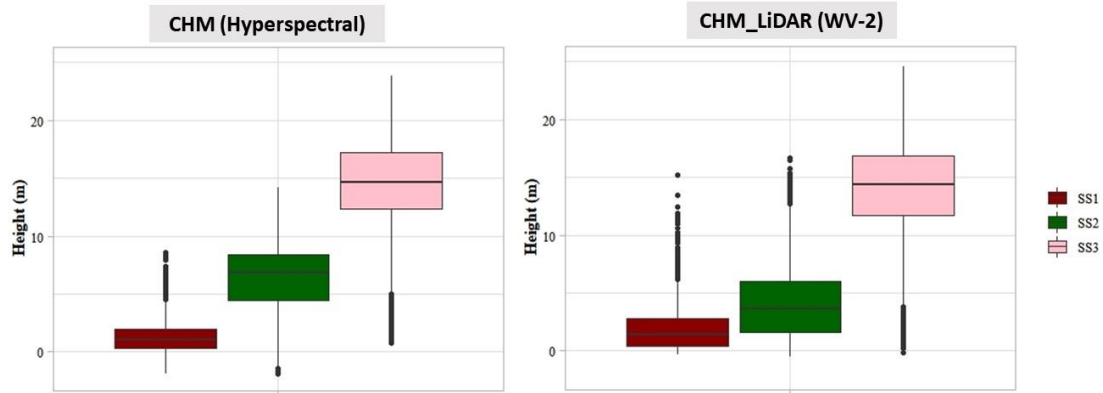 CHM (Hyperspectral)
CHM_LiDAR (WV-2)
Height (m)
20
10
0
Height (m)
20
10
0
SS1
SS2
SS3